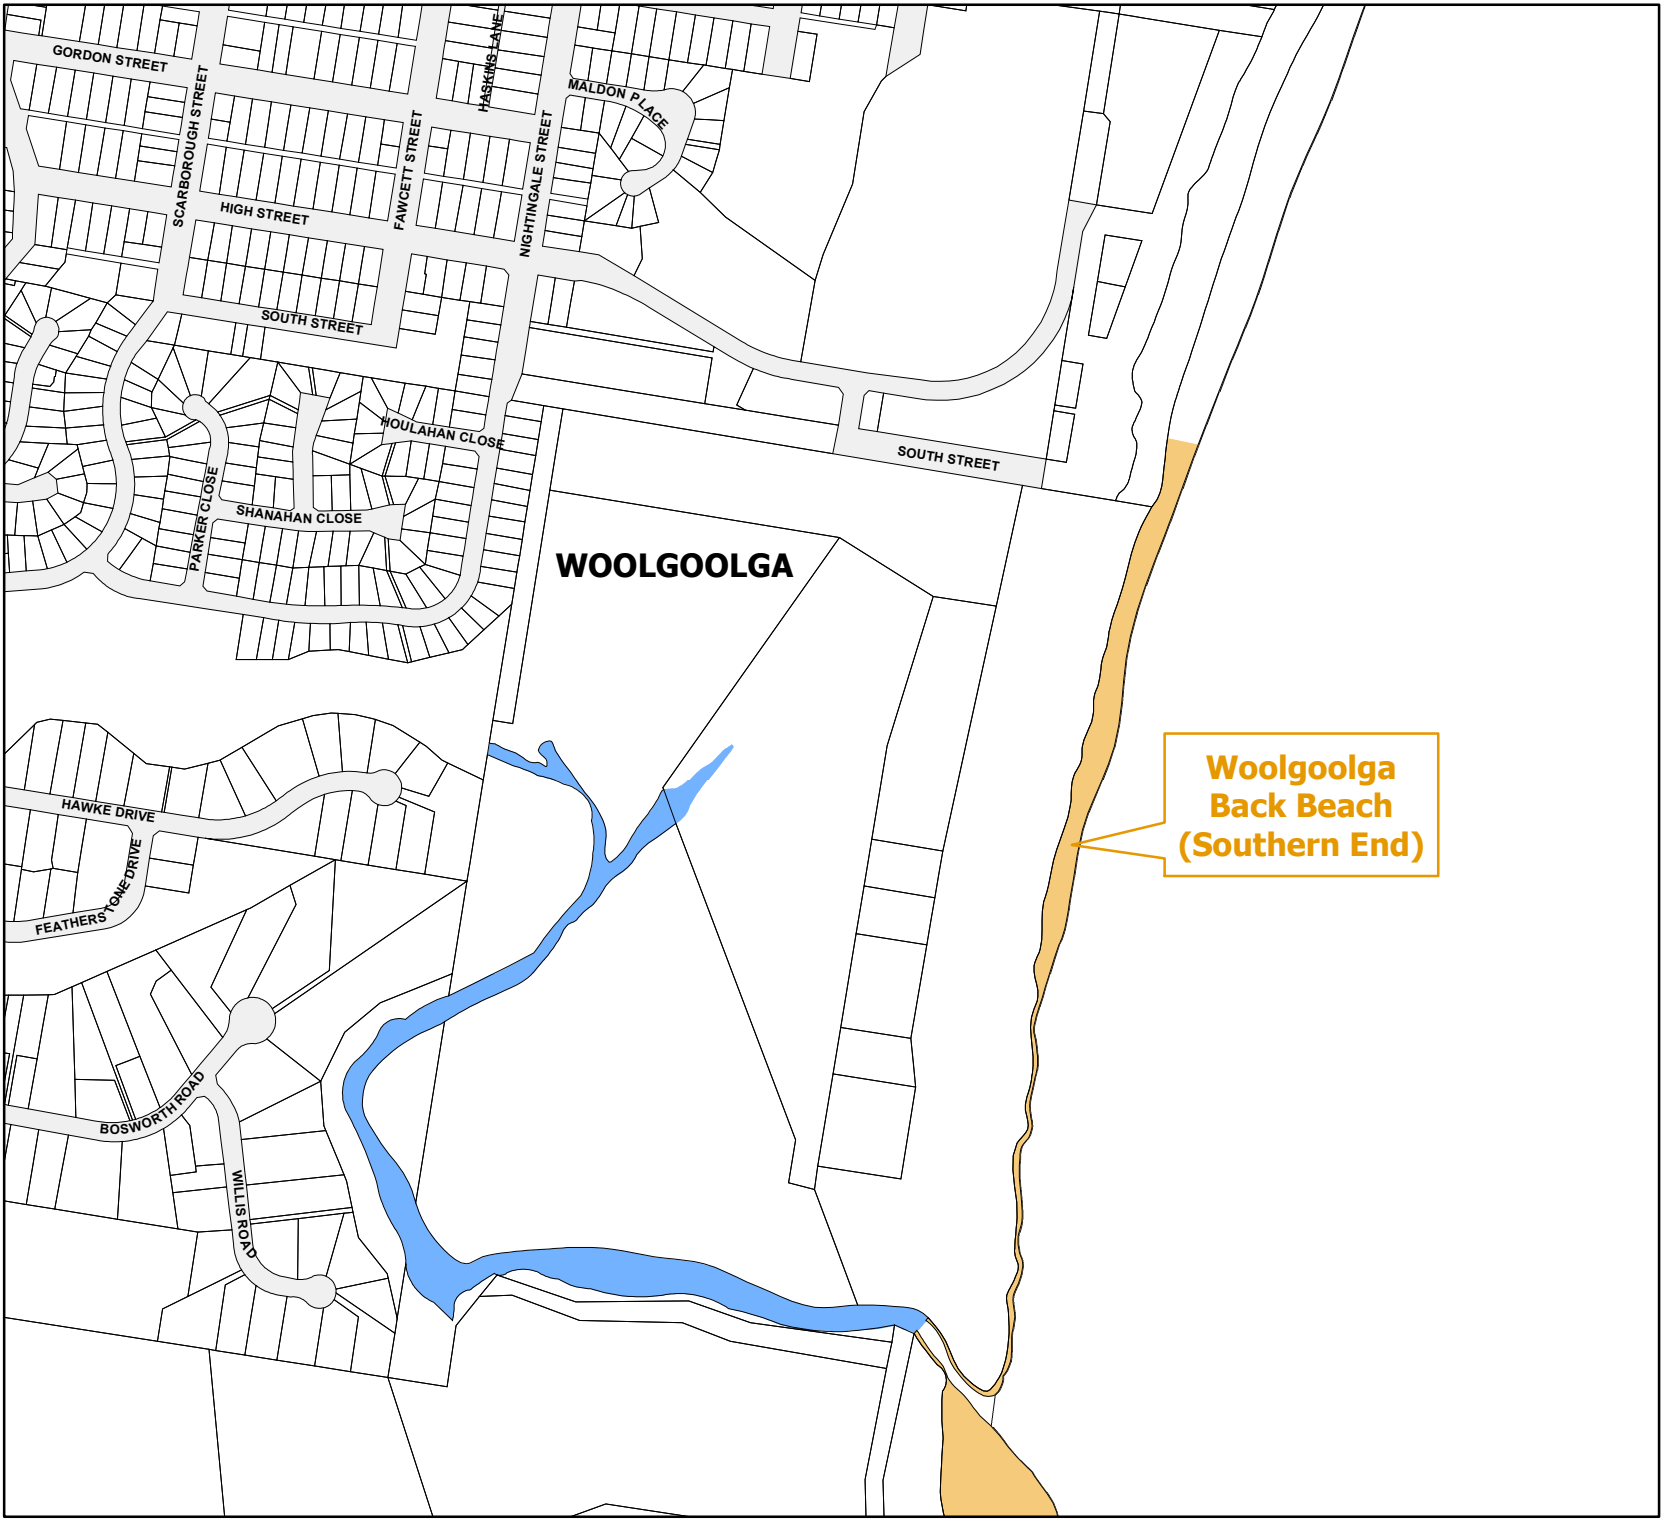 GORDON STREET
SCARBOROUGH STREET
HASKINS LANE
MALDON PLACE
FAWCETT STREET
NIGHTINGALE STREET
HIGH STREET
SOUTH STREET
HOULAHAN CLOSE
SOUTH STREET
PARKER CLOSE
SHANAHAN CLOSE
WOOLGOOLGA
Woolgoolga
Back Beach
(Southern End)
HAWKE DRIVE
FEATHERSTONE DRIVE
BOSWORTH ROAD
WILLIS ROAD